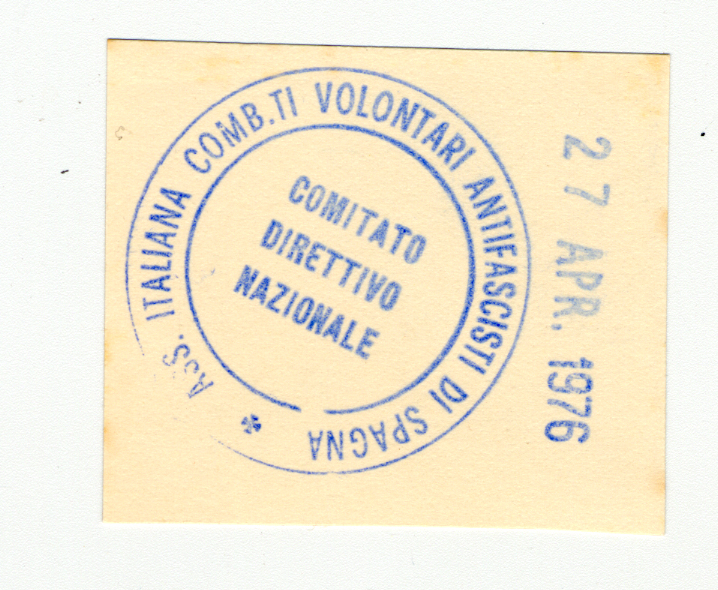 ASS. ITALIANA COMB.TI VOLONTARI ANTIFASCISTI DI SPAGNA
COMITATO
DIRETTIVO
NAZIONALE
27 APR. 1976